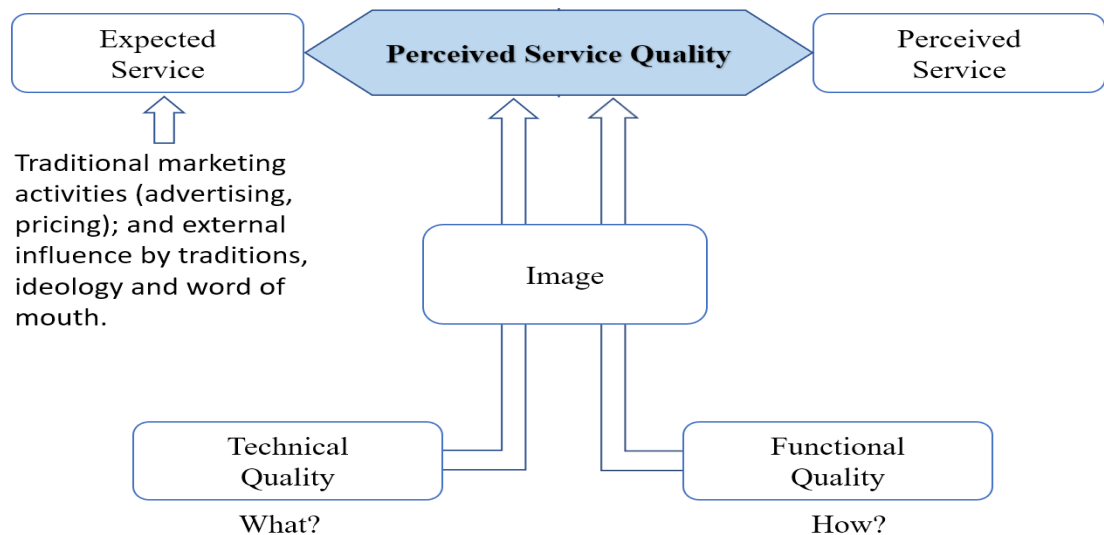 Expected
Service
Perceived Service Quality
Perceived
Service
Traditional marketing
activities (advertising,
pricing); and external
influence by traditions,
ideology and word of
mouth.
Image
Technical
Quality
Functional
Quality
What?
How?